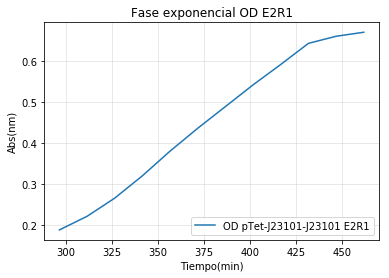 Fase exponencial OD E2R1
Abs(nm)
0.6
0.5
0.4
0.3
0.2
OD pTet-J23101-J23101 E2R1
300 325 350 375 400 425 450
Tiempo(min)